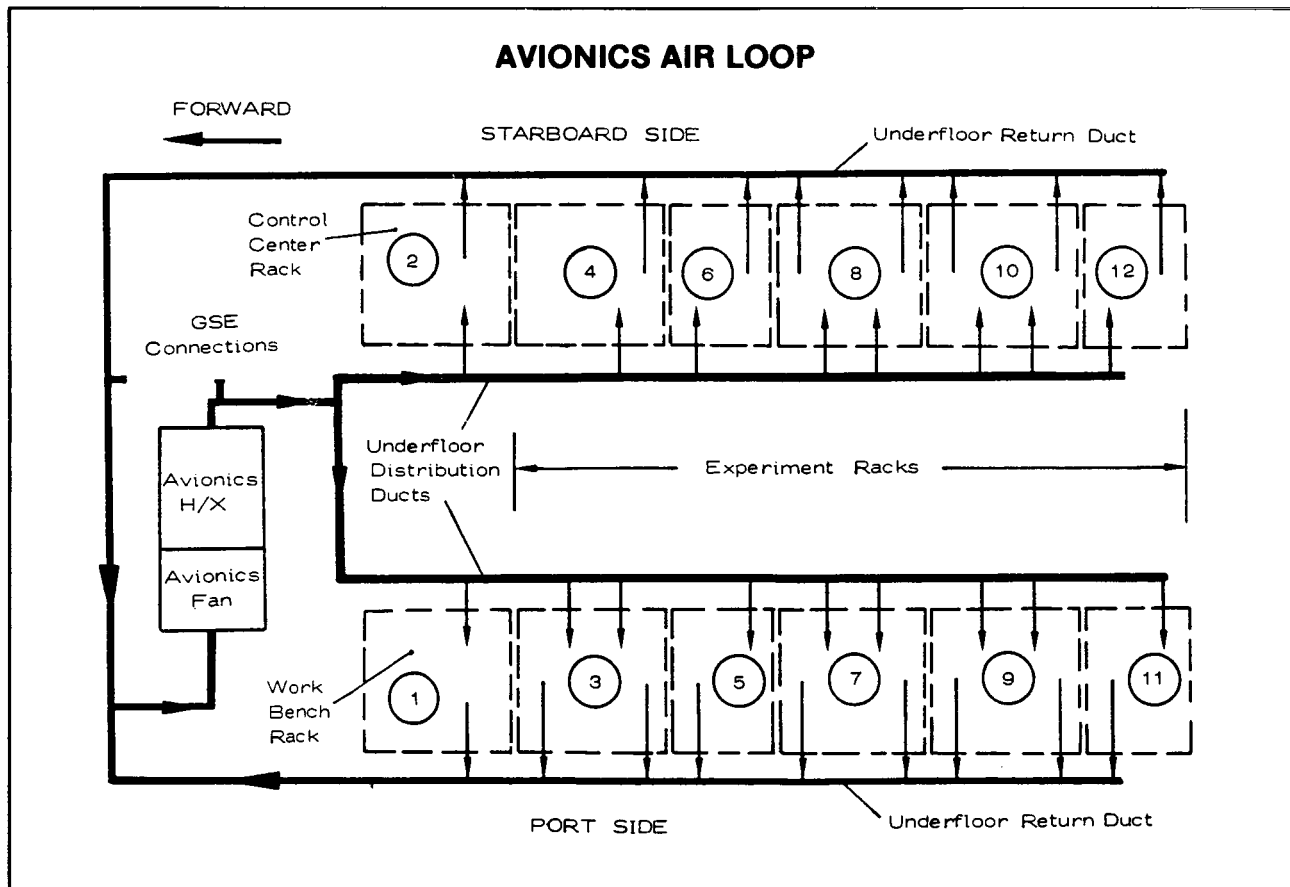 AVIONICS AIR LOOP
FORWARD
STARBOARD SIDE
Underfloor Return Duct
Control
Center
Rack
2
4
6
8
10
12
GSE
Connections
Avionics
H/X
Avionics
Fan
Underfloor
Distribution
Ducts
Experiment Racks
Work
Bench
Rack
1
3
5
7
9
11
PORT SIDE
Underfloor Return Duct